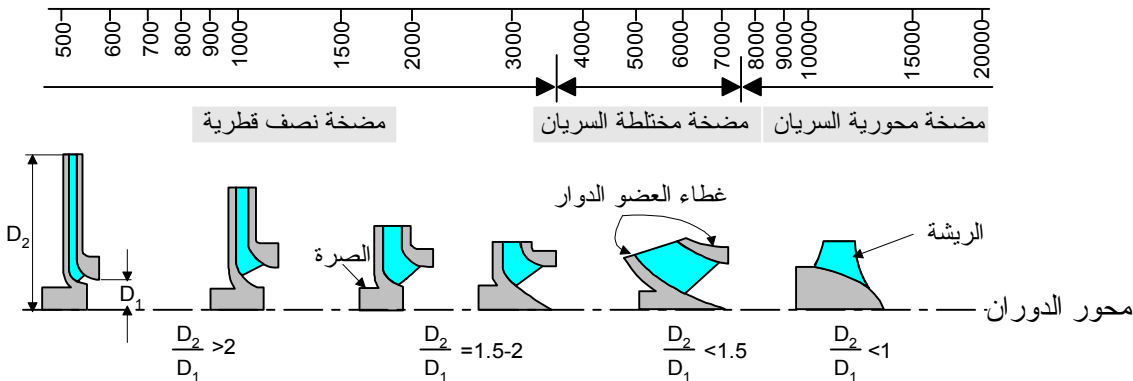 500 600 700 800 900 1000 1500 2000 3000 4000 5000 6000 7000 8000 9000 10000 15000 20000
مضخة نصف قطرية
مضخة مختلطة السريان
مضخة محورية السريان
غطاء العضو الدوار
الريشة
الصرة
D2
D1
محور الدوران
D2/D1 >2
D2/D1 =1.5-2
D2/D1 <1.5
D2/D1 <1